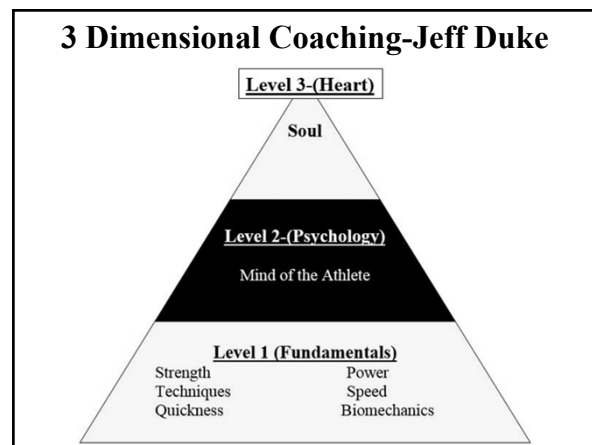 3 Dimensional Coaching-Jeff Duke
Level 3-(Heart)
Soul
Level 2-(Psychology)
Mind of the Athlete
Level 1 (Fundamentals)
Strength Power
Techniques Speed
Quickness Biomechanics